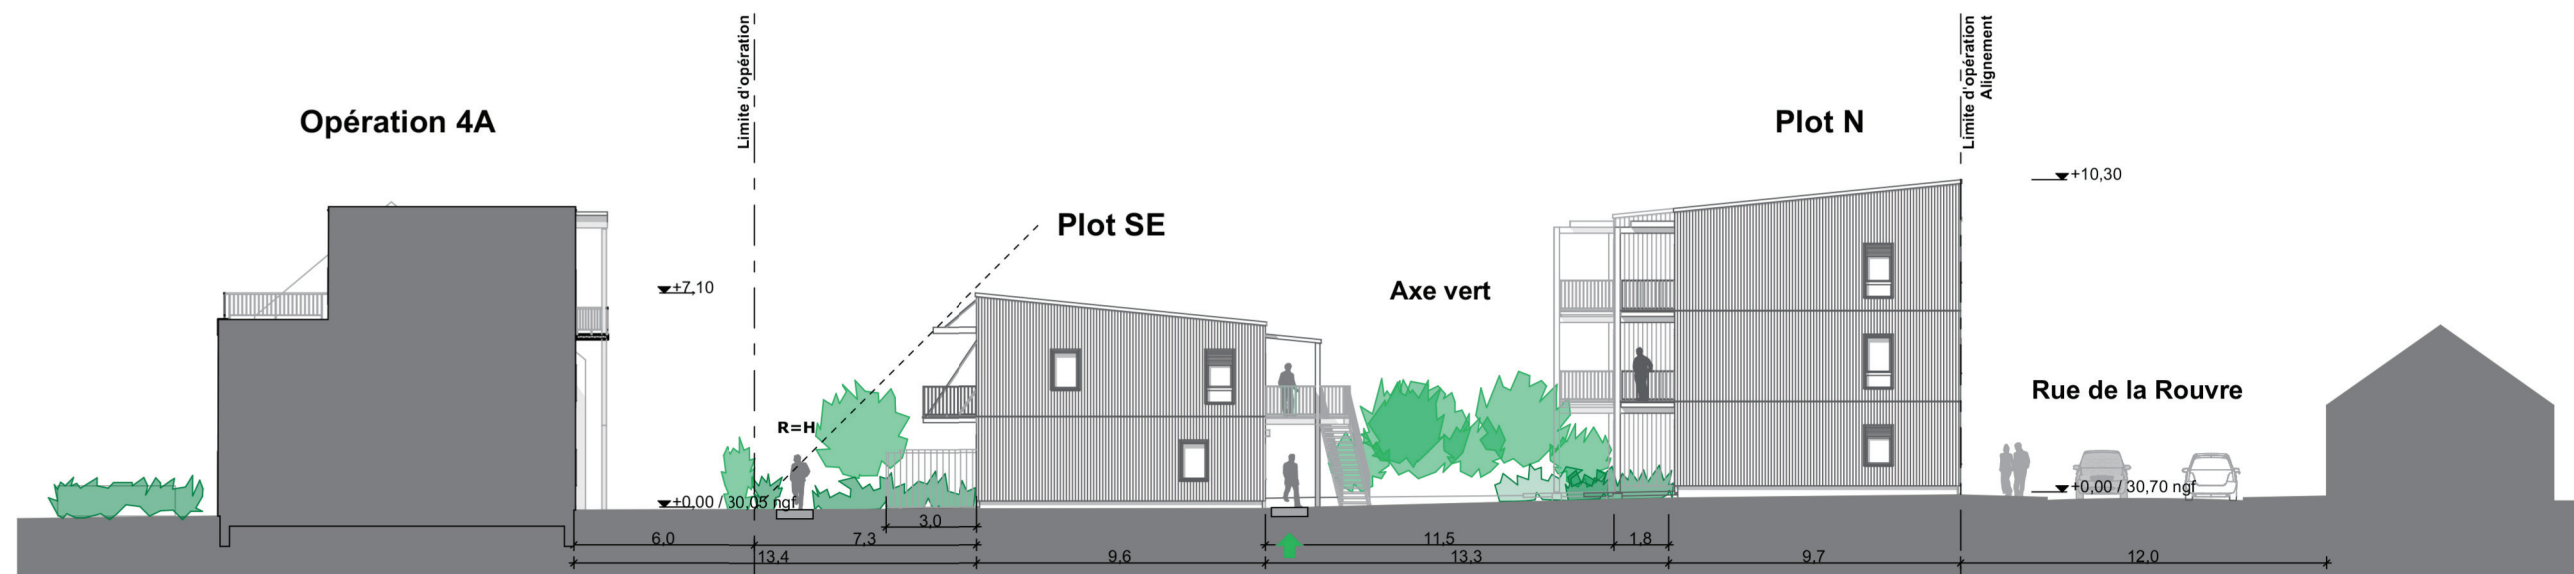 Limite d'opération
Limite d'opération
Alignement
Opération 4A
Plot N
+10,30
Plot SE
+7,10
Axe vert
Rue de la Rouvre
R=H
+0,00 / 30,05 ngf
+0,00 / 30,70 ngf
3,0
6,0
7,3
11,5
1,8
13,4
9,6
13,3
9,7
12,0